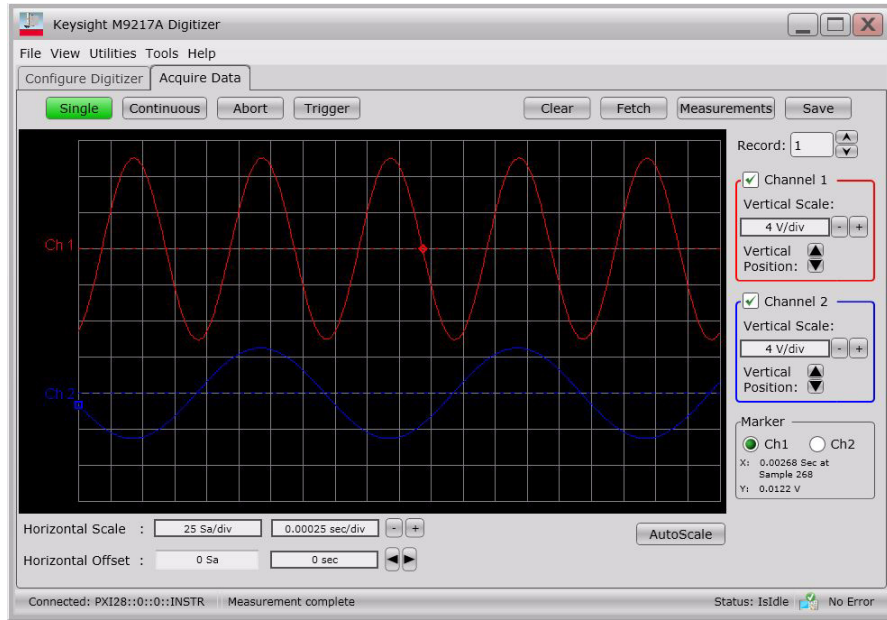 Keysight M9217A Digitizer
File View Utilities Tools Help
Configure Digitizer Acquire Data
Single Continuous Abort Trigger Clear Fetch Measurements Save
Record: 1
Channel 1
Vertical Scale:
4 V/div - +
Vertical
Position:
Ch 1
Channel 2
Vertical Scale:
4 V/div - +
Vertical
Position:
Ch 2
Marker
Ch1 Ch2
X: 0.00268 Sec at
Sample 268
Y: 0.0122 V
Horizontal Scale : 25 Sa/div 0.00025 sec/div - +
AutoScale
Horizontal Offset : 0 Sa 0 sec
Connected: PXI28::0::0::INSTR Measurement complete Status: IsIdle No Error